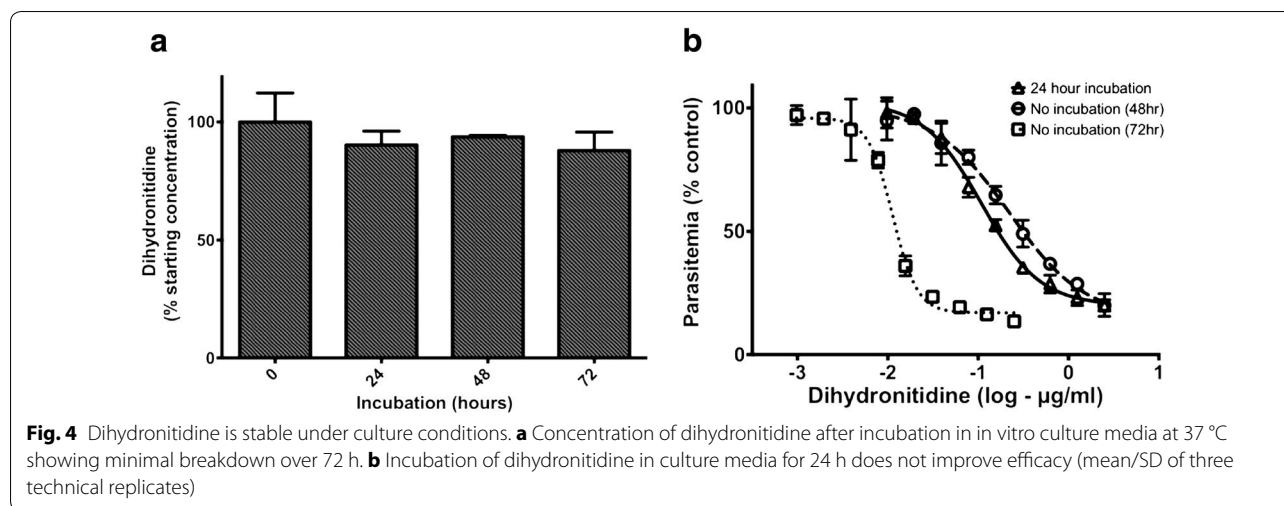 a
Dihydronitidine
(% starting concentration)
100
50
0
0
24
48
72
Incubation (hours)
b
24 hour incubation
No incubation (48hr)
No incubation (72hr)
Parasitemia (% control)
100
50
0
-3
-2
-1
0
1
Dihydronitidine (log - µg/ml)
Fig. 4 Dihydronitidine is stable under culture conditions. a Concentration of dihydronitidine after incubation in in vitro culture media at 37 °C
showing minimal breakdown over 72 h. b Incubation of dihydronitidine in culture media for 24 h does not improve efficacy (mean/SD of three
technical replicates)